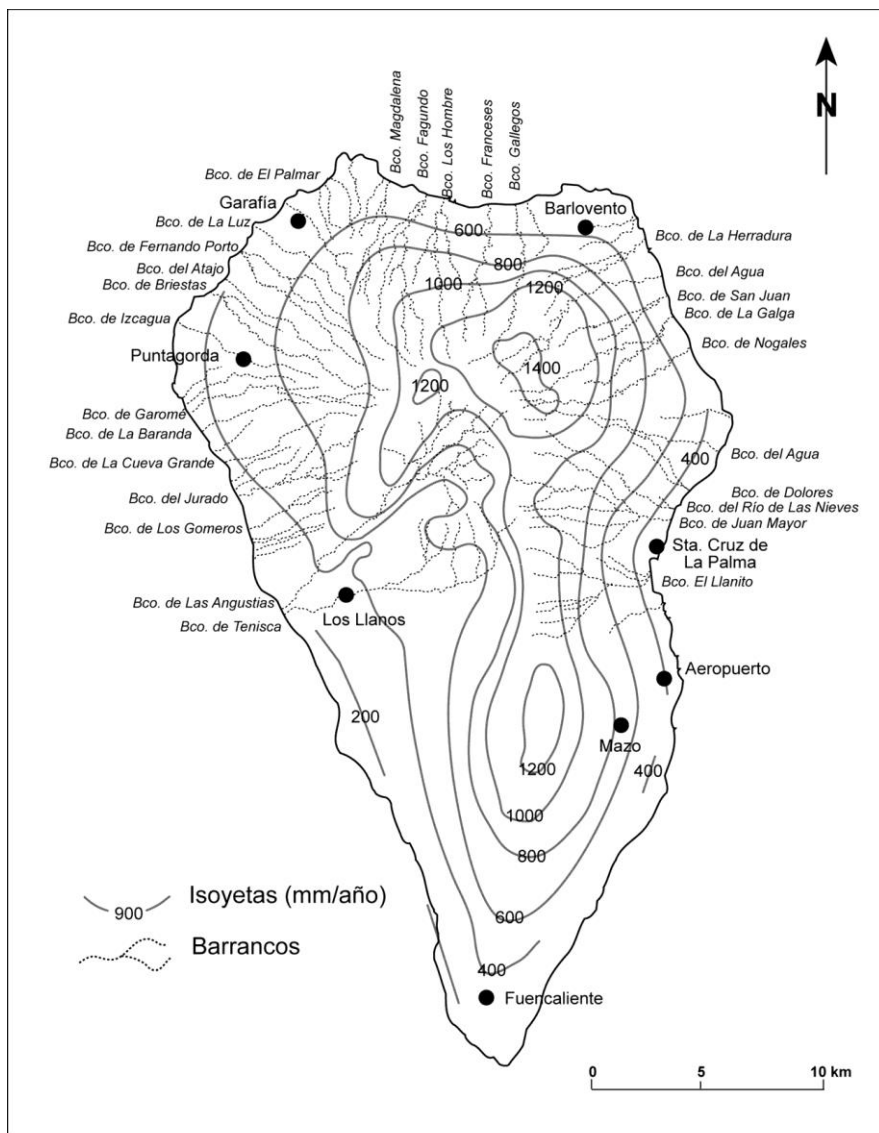 N
Bco. Magdalena
Bco. Fagundo
Bco. Los Hombre
Bco. Franceses
Bco. Gallegos
Bco. de El Palmar
Garafía
Bco. de La Luz
Bco. de Fernando Porto
Bco. del Atajo
Bco. de Briestas
Bco. de Izcagua
Puntagorda
Bco. de Garome
Bco. de La Baranda
Bco. de La Cueva Grande
Bco. del Jurado
Bco. de Los Gomeros
Bco. de Las Angustias
Bco. de Tenisca
Los Llanos
Barlovento
Bco. de La Herradura
Bco. del Agua
Bco. de San Juan
Bco. de La Galga
Bco. de Nogales
Bco. del Agua
Bco. de Dolores
Bco. del Río de Las Nieves
Bco. de Juan Mayor
Sta. Cruz de
La Palma
Bco. El Llanito
Aeropuerto
Mazo
Fuencaliente
600
800
1000
1200
1400
1200
400
200
400
1200
1000
800
600
400
900
Isoyetas (mm/año)
Barrancos
0 5 10 km